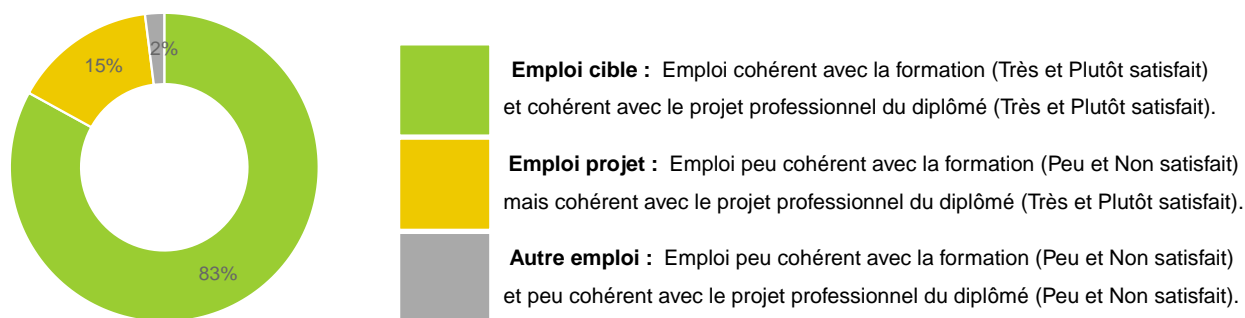 2%
15%
83%
Emploi cible : Emploi cohérent avec la formation (Très et Plutôt satisfait)
et cohérent avec le projet professionnel du diplômé (Très et Plutôt satisfait).
Emploi projet : Emploi peu cohérent avec la formation (Peu et Non satisfait)
mais cohérent avec le projet professionnel du diplômé (Très et Plutôt satisfait).
Autre emploi : Emploi peu cohérent avec la formation (Peu et Non satisfait)
et peu cohérent avec le projet professionnel du diplômé (Peu et Non satisfait).